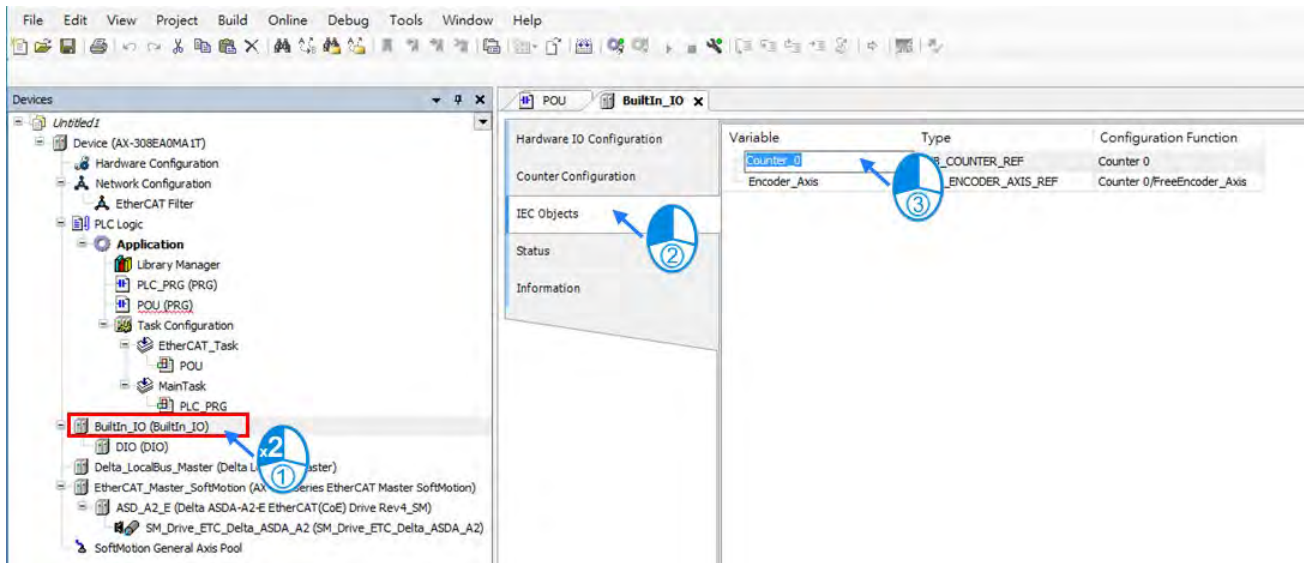 File Edit View Project Build Online Debug Tools Window Help
Devices
Untitled1
Device (AX-308EA0MA1T)
Hardware Configuration
Network Configuration
EtherCAT Filter
PLC Logic
Application
Library Manager
PLC_PRG (PRG)
POU (PRG)
Task Configuration
EtherCAT_Task
POU
MainTask
PLC_PRG
BuiltIn_IO (BuiltIn_IO)
DIO (DIO)
x2
①
Delta_LocalBus_Master (Delta aster)
EtherCAT_Master_SoftMotion (AX Series EtherCAT Master SoftMotion)
ASD_A2_E (Delta ASDA-A2-E EtherCAT(CoE) Drive Rev4_SM)
SM_Drive_ETC_Delta_ASDA_A2 (SM_Drive_ETC_Delta_ASDA_A2)
SoftMotion General Axis Pool
POU BuiltIn_IO x
Hardware IO Configuration
Counter Configuration
IEC Objects
②
Status
Information
Variable Type Configuration Function
Counter_0 _COUNTER_REF Counter 0
Encoder_Axis _ENCODER_AXIS_REF Counter 0/FreeEncoder_Axis
③